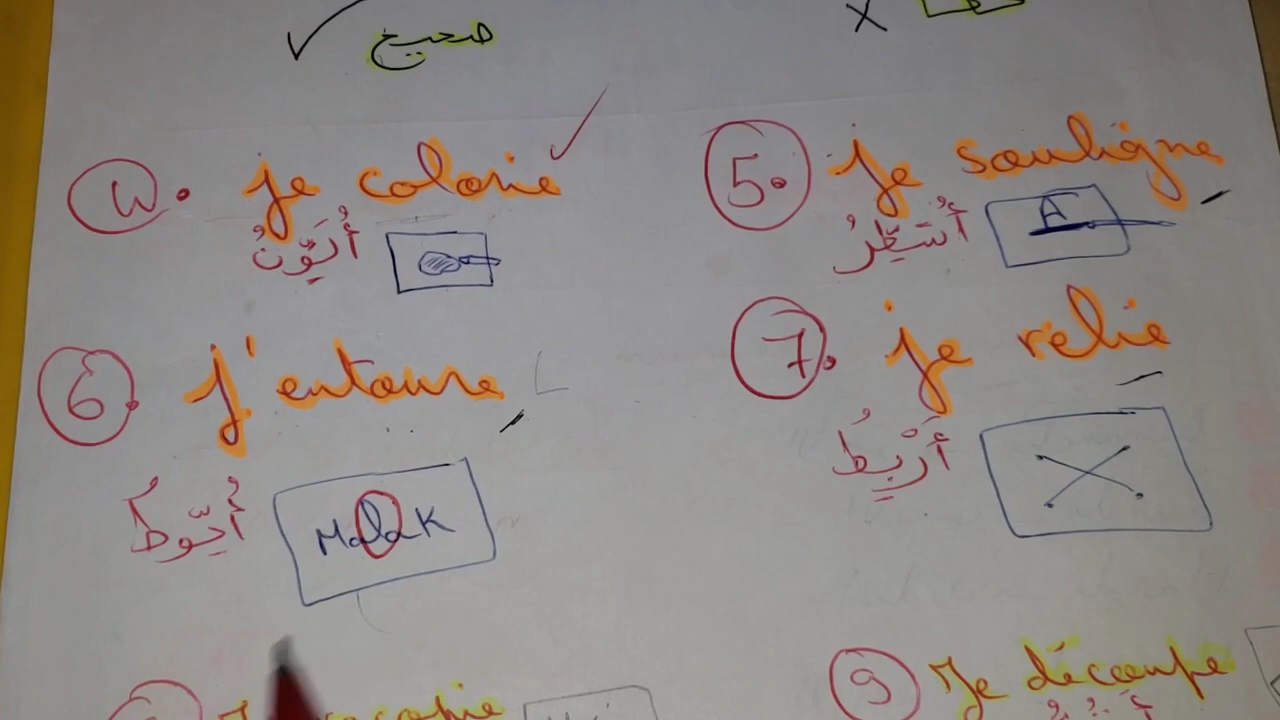 صحيح
4. je colorie
أُلَوِّنُ
5. je souligne
أُسَطِّرُ
A
6. j'entoure
أُحَوِّطُ
Malak
7. je relie
أَرْبِطُ
9 Je découpe